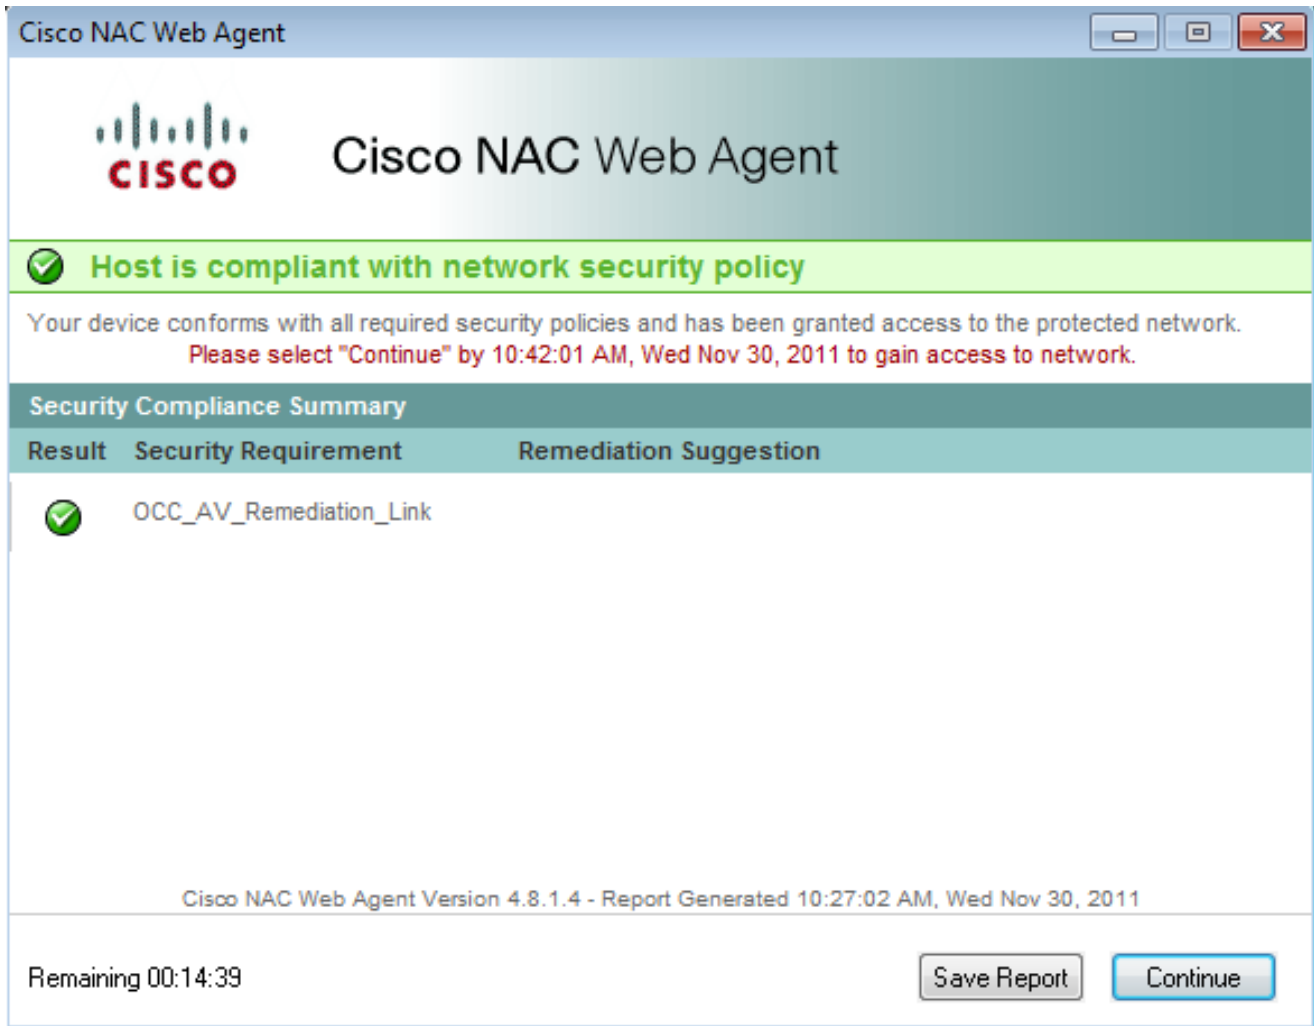 Cisco NAC Web Agent
CISCO
Cisco NAC Web Agent
Host is compliant with network security policy
Your device conforms with all required security policies and has been granted access to the protected network.
Please select "Continue" by 10:42:01 AM, Wed Nov 30, 2011 to gain access to network.
Security Compliance Summary
Result Security Requirement Remediation Suggestion
OCC_AV_Remediation_Link
Cisco NAC Web Agent Version 4.8.1.4 - Report Generated 10:27:02 AM, Wed Nov 30, 2011
Remaining 00:14:39 Save Report Continue